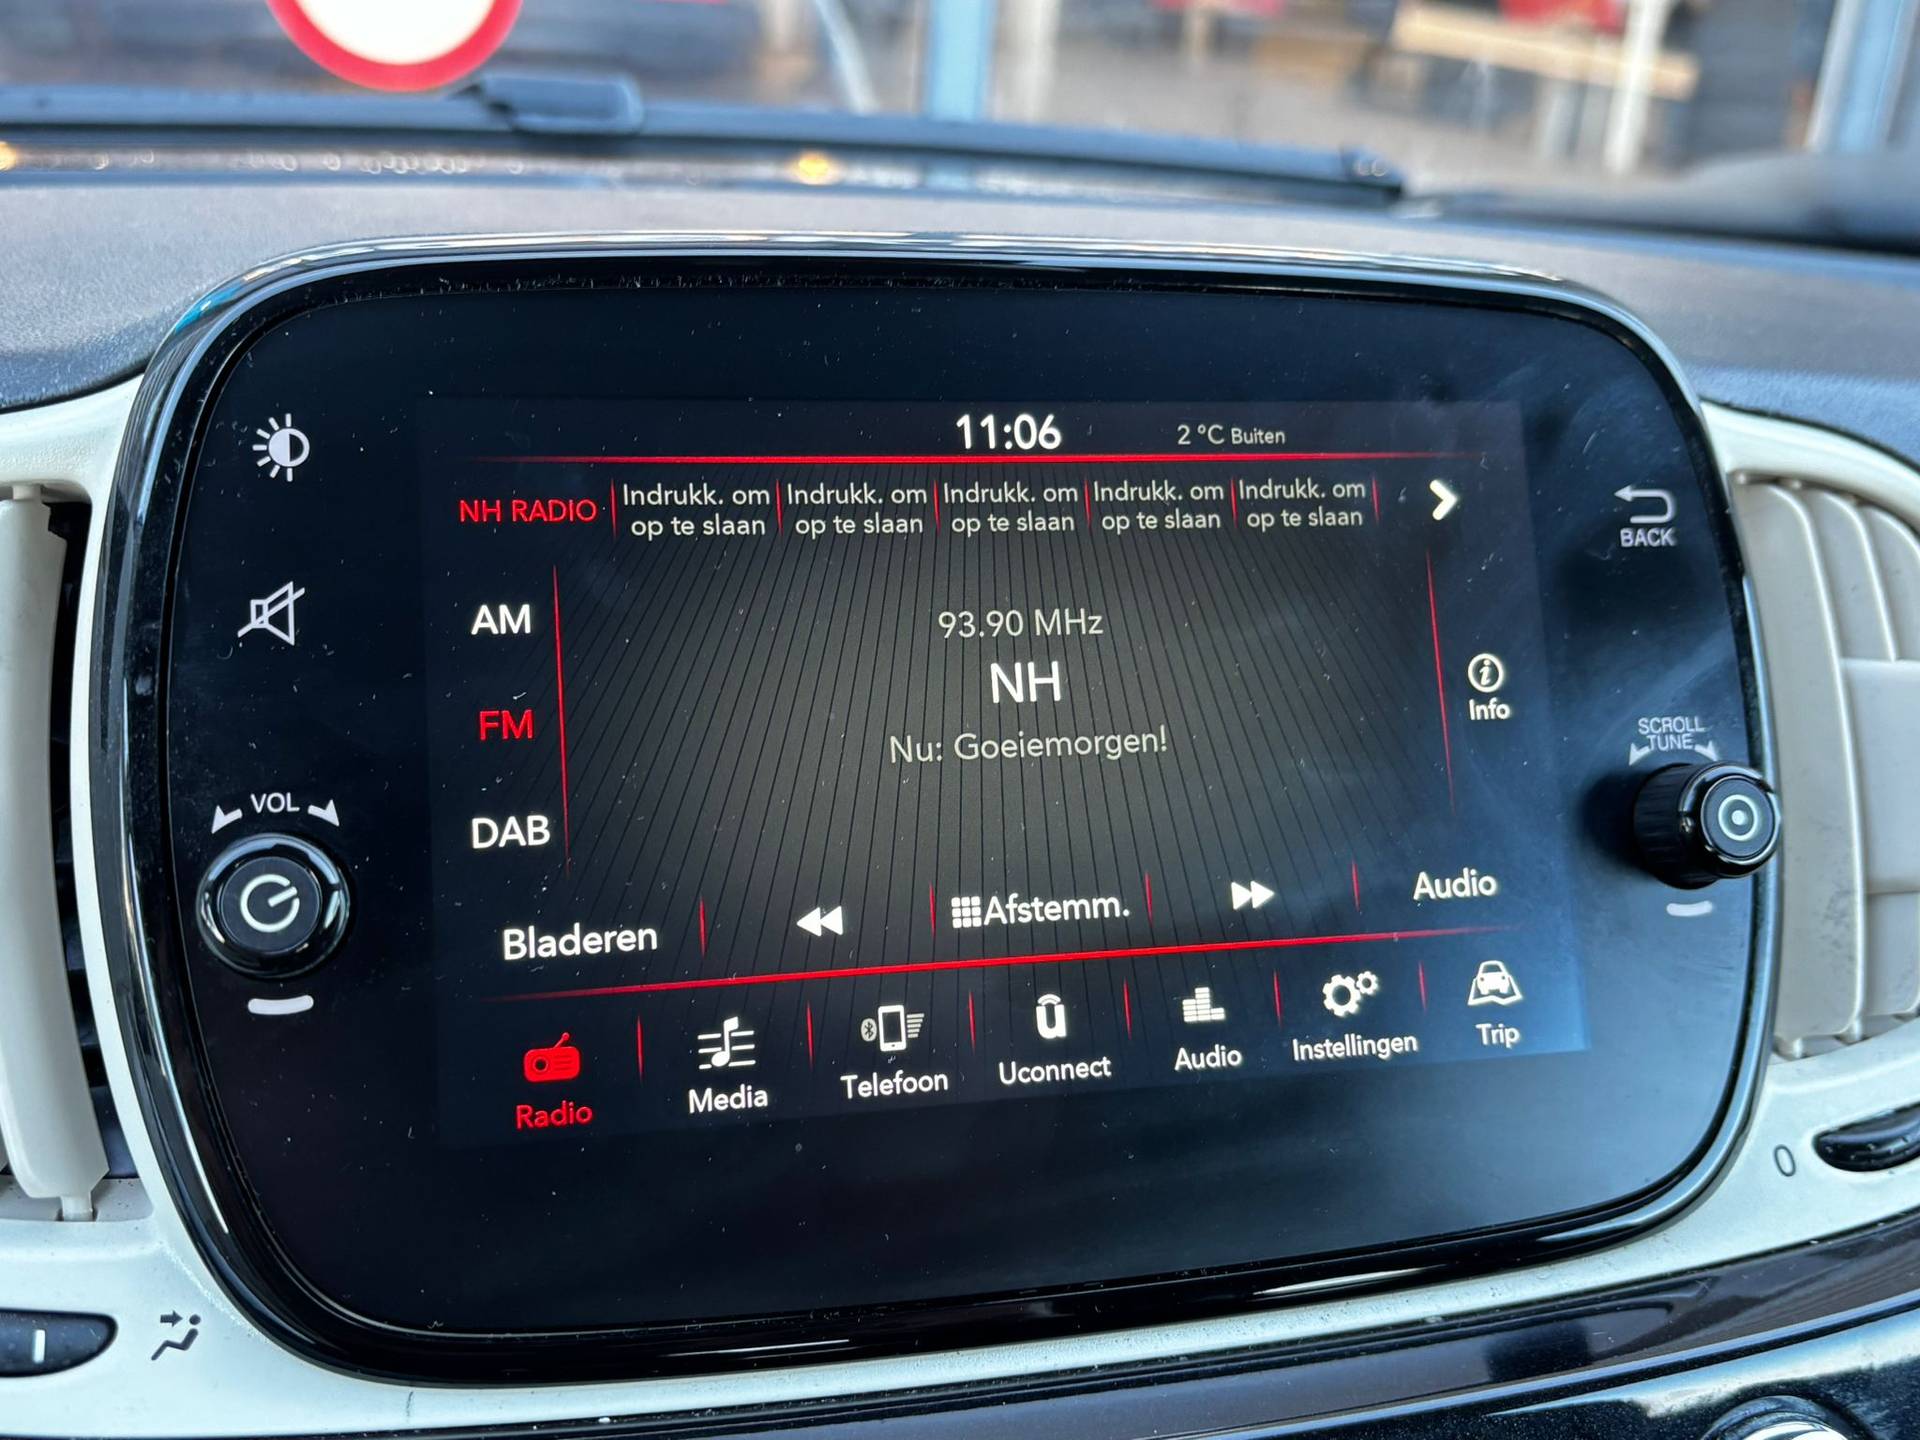 11:06
2 °C Buiten
NH RADIO
Indrukk. om
op te slaan
Indrukk. om
op te slaan
Indrukk. om
op te slaan
Indrukk. om
op te slaan
Indrukk. om
op te slaan
BACK
AM
93.90 MHz
NH
Info
FM
Nu: Goeiemorgen!
SCROLL
TUNE
VOL
DAB
Bladeren
Afstemm.
Audio
Radio
Media
Telefoon
Uconnect
Audio
Instellingen
Trip
0